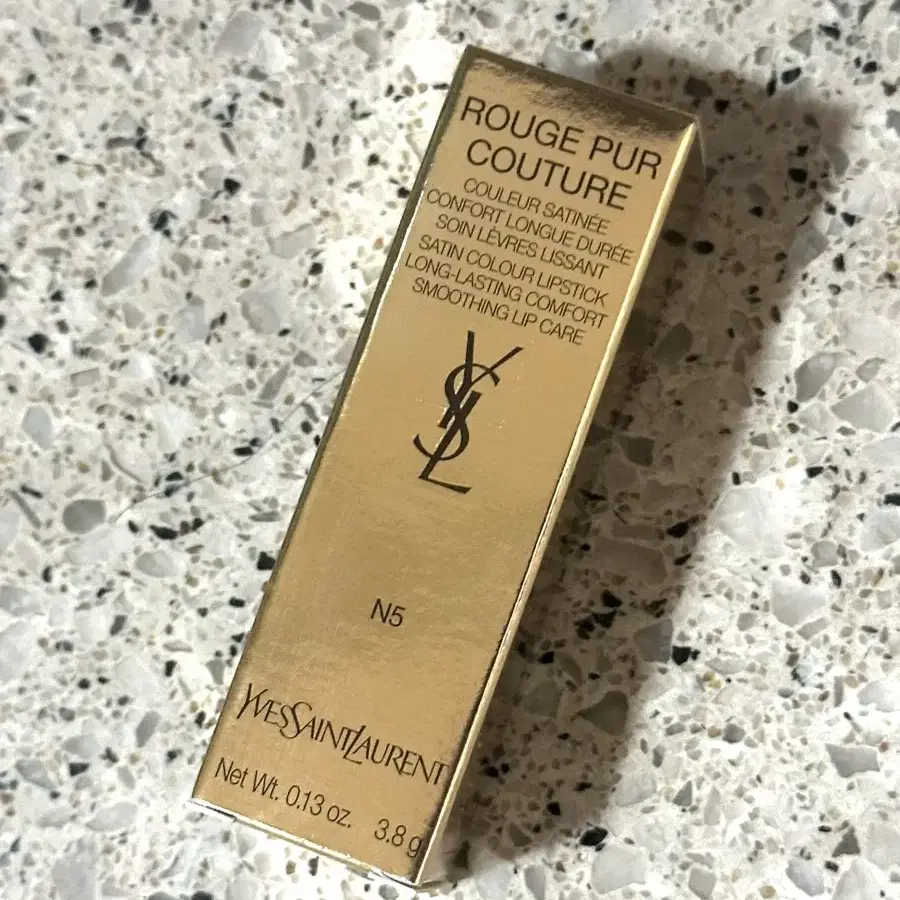 ROUGE PUR
COUTURE
COULEUR SATINÉE
CONFORT LONGUE DURÉE
SOIN LÈVRES LISSANT
SATIN COLOUR LIPSTICK
LONG-LASTING COMFORT
SMOOTHING LIP CARE
YSL
N5
YVESSAINTLAURENT
Net Wt. 0.13 oz. 3.8 g